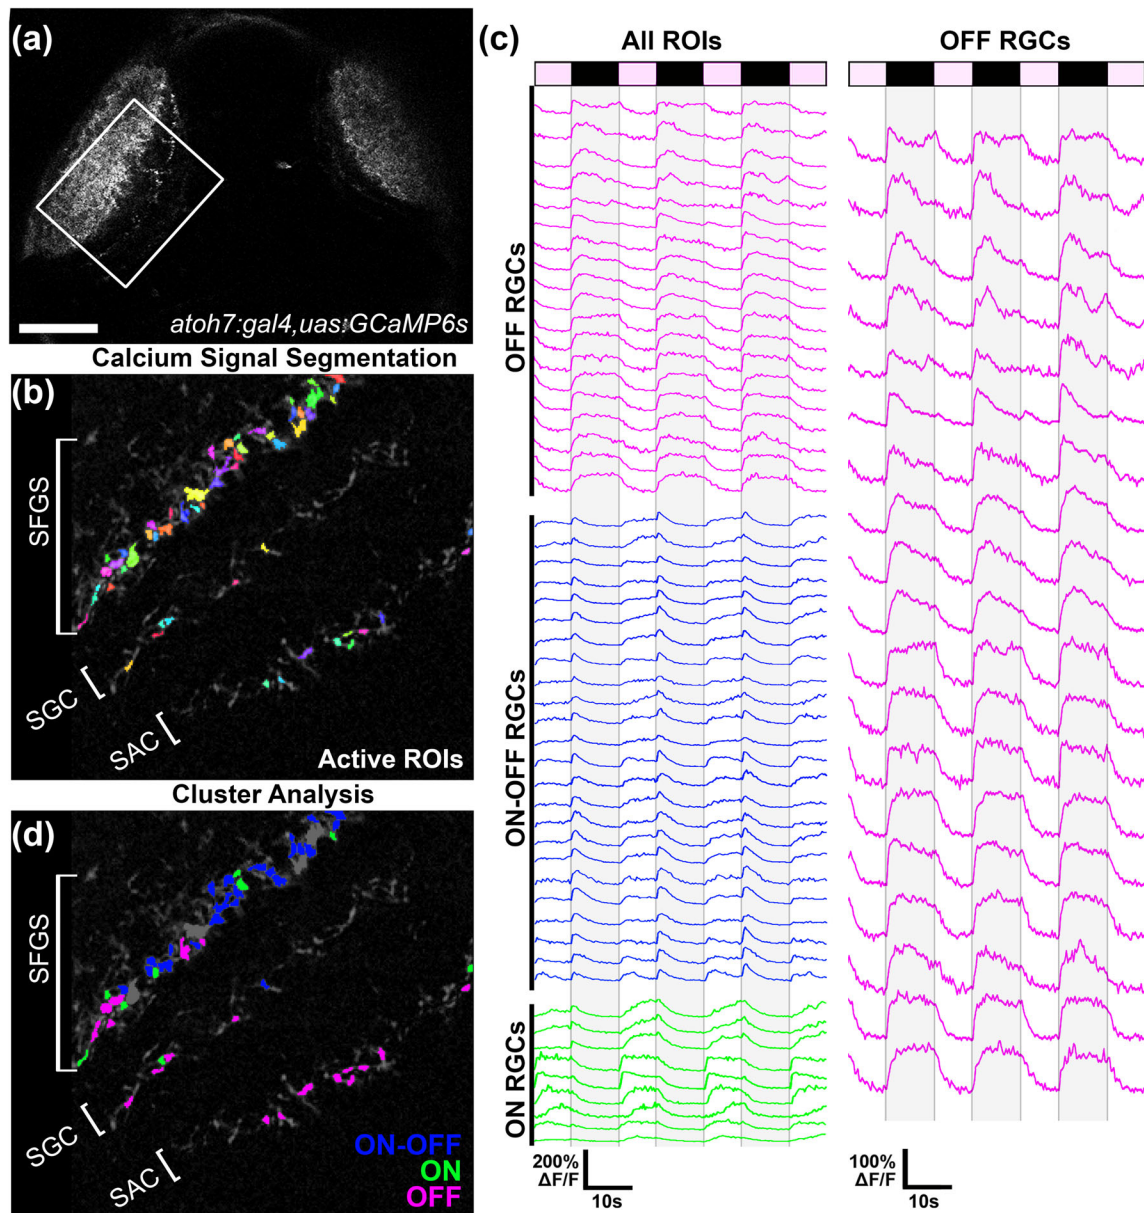 (a)
atoh7:gal4,uas:GCaMP6s
Calcium Signal Segmentation
(b)
SFGS
SGC
SAC
Active ROIs
Cluster Analysis
(d)
SFGS
SGC
SAC
ON-OFF
ON
OFF
(c)
All ROIs
OFF RGCs
OFF RGCs
ON-OFF RGCs
ON RGCs
200%
ΔF/F
10s
100%
ΔF/F
10s